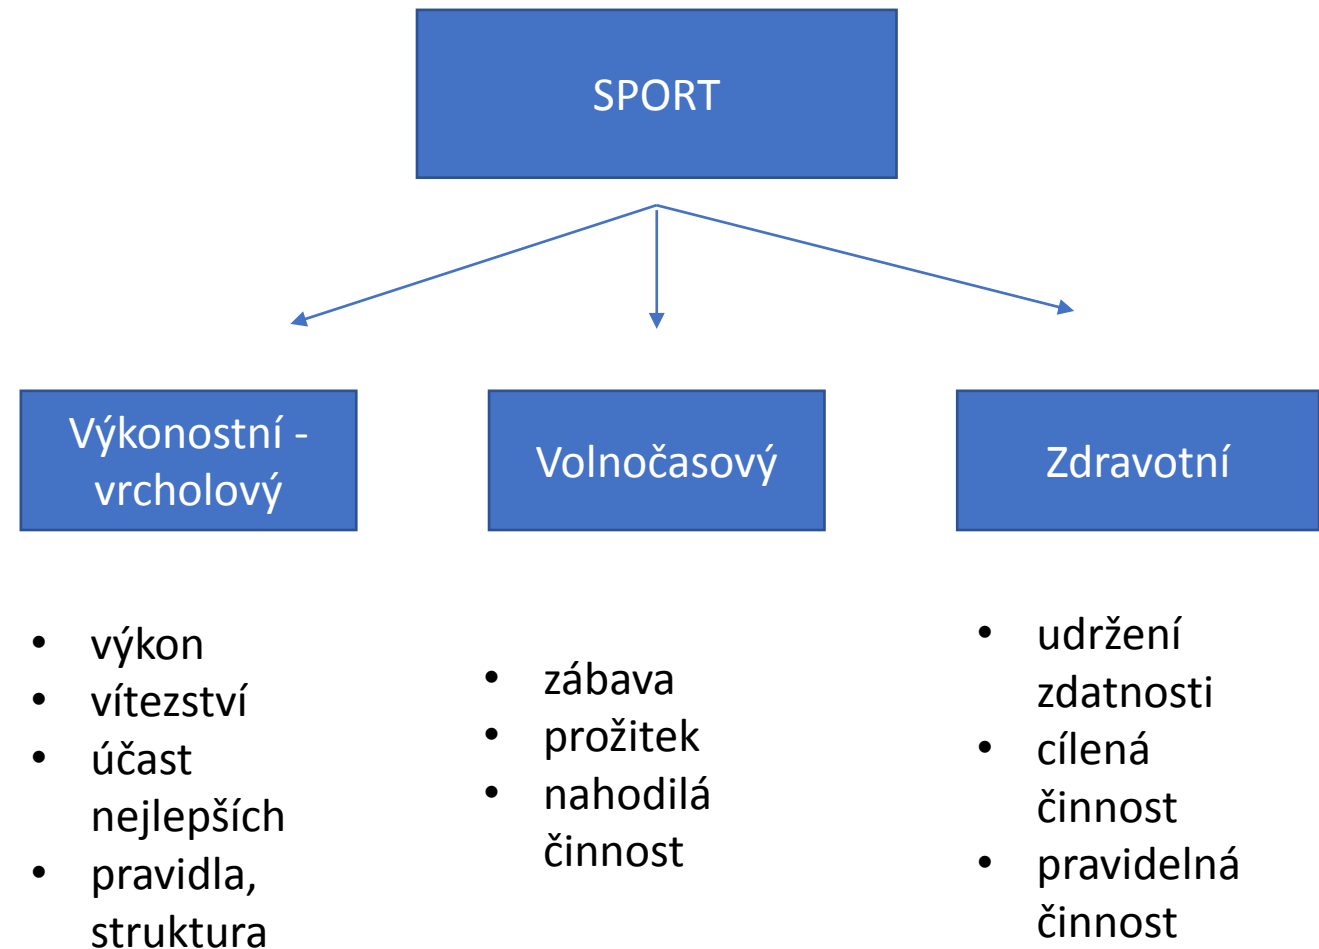 SPORT
Výkonostní -
vrcholový
Volnočasový
Zdravotní
• výkon
• vítezství
• účast
nejlepších
• pravidla,
struktura
• zábava
• prožitek
• nahodilá
činnost
• udržení
zdatnosti
• cílená
činnost
• pravidelná
činnost